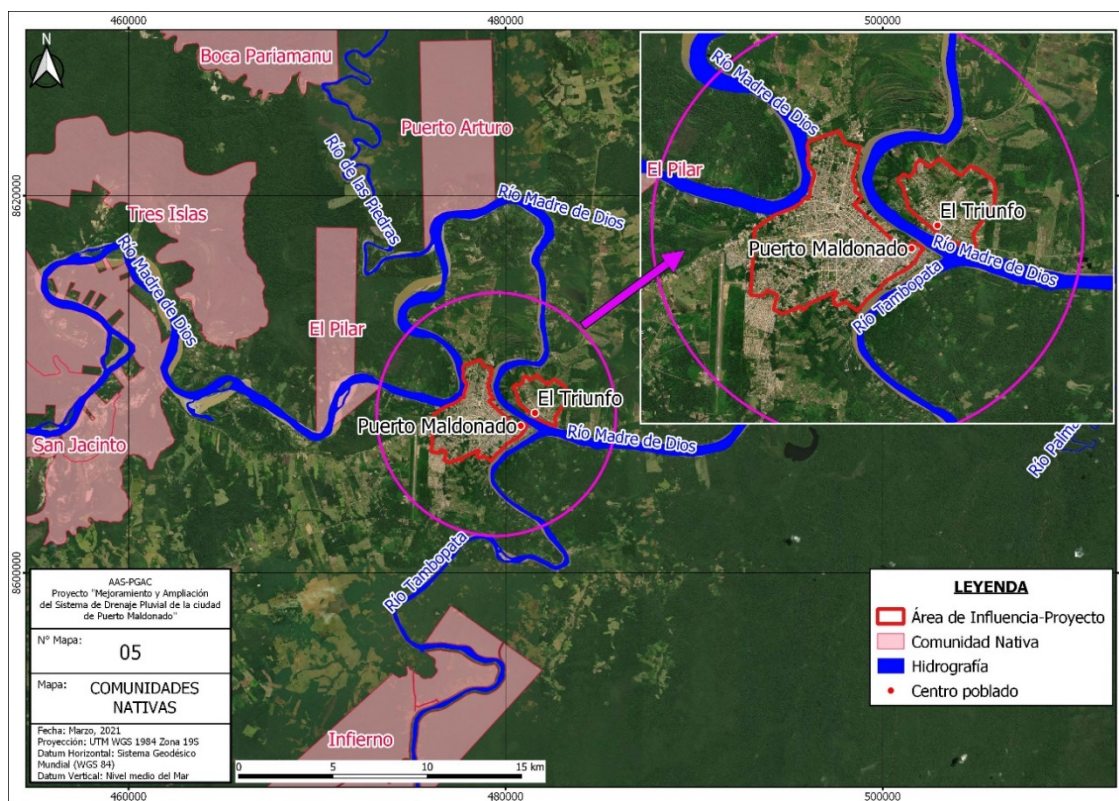 460000
480000
500000
N
Boca Pariamanu
Puerto Arturo
Río de las Piedras
Tres Islas
Río Madre de Dios
Río Madre de Dios
El Pilar
San Jacinto
El Triunfo
Puerto Maldonado
Río Madre de Dios
Río Tambopata
Infierno
8620000
8600000
8620000
8600000
Río Madre de Dios
El Pilar
El Triunfo
Puerto Maldonado
Río Madre de Dios
Río Tambopata
AAS-PGAC
Proyecto "Mejoramiento y Ampliación
del Sistema de Drenaje Pluvial de la ciudad
de Puerto Maldonado"
N° Mapa:
05
Mapa:
COMUNIDADES
NATIVAS
Fecha: Marzo, 2021
Proyección: UTM WGS 1984 Zona 19S
Datum Horizontal: Sistema Geodésico
Mundial (WGS 84)
Datum Vertical: Nivel medio del Mar
0 5 10 15 km
LEYENDA
Área de Influencia-Proyecto
Comunidad Nativa
Hidrografía
Centro poblado
460000
480000
500000